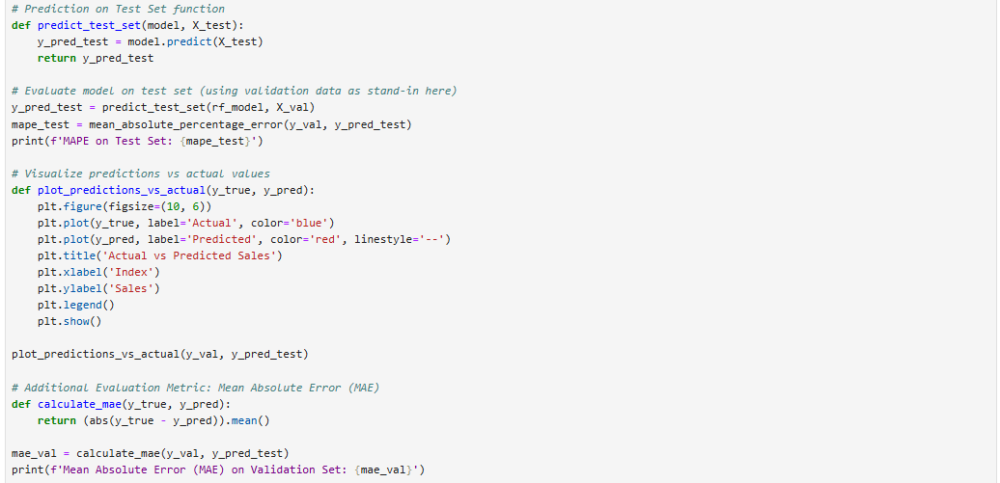 # Prediction on Test Set function
def predict_test_set(model, X_test):
    y_pred_test = model.predict(X_test)
    return y_pred_test

# Evaluate model on test set (using validation data as stand-in here)
y_pred_test = predict_test_set(rf_model, X_val)
mape_test = mean_absolute_percentage_error(y_val, y_pred_test)
print(f'MAPE on Test Set: {mape_test}')

# Visualize predictions vs actual values
def plot_predictions_vs_actual(y_true, y_pred):
    plt.figure(figsize=(10, 6))
    plt.plot(y_true, label='Actual', color='blue')
    plt.plot(y_pred, label='Predicted', color='red', linestyle='--')
    plt.title('Actual vs Predicted Sales')
    plt.xlabel('Index')
    plt.ylabel('Sales')
    plt.legend()
    plt.show()

plot_predictions_vs_actual(y_val, y_pred_test)

# Additional Evaluation Metric: Mean Absolute Error (MAE)
def calculate_mae(y_true, y_pred):
    return (abs(y_true - y_pred)).mean()

mae_val = calculate_mae(y_val, y_pred_test)
print(f'Mean Absolute Error (MAE) on Validation Set: {mae_val}')